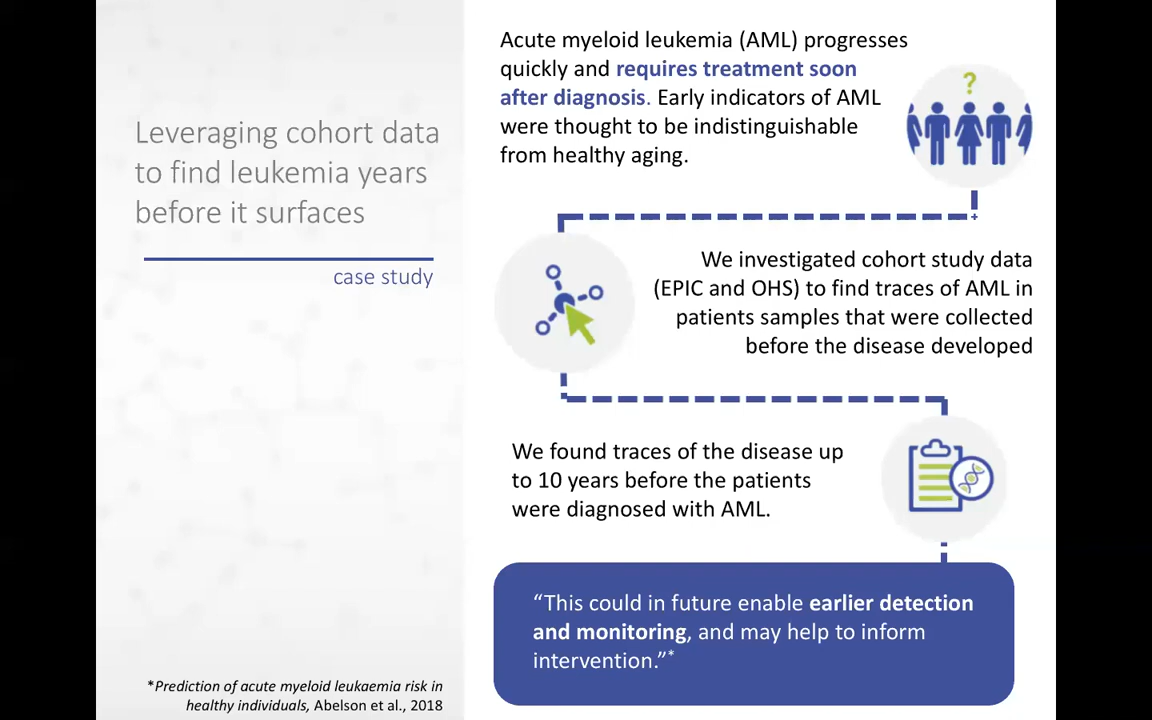 Leveraging cohort data
to find leukemia years
before it surfaces
case study
*Prediction of acute myeloid leukaemia risk in
healthy individuals, Abelson et al., 2018
Acute myeloid leukemia (AML) progresses
quickly and requires treatment soon
after diagnosis. Early indicators of AML
were thought to be indistinguishable
from healthy aging.
?
We investigated cohort study data
(EPIC and OHS) to find traces of AML in
patients samples that were collected
before the disease developed
We found traces of the disease up
to 10 years before the patients
were diagnosed with AML.
“This could in future enable earlier detection
and monitoring, and may help to inform
intervention.”*